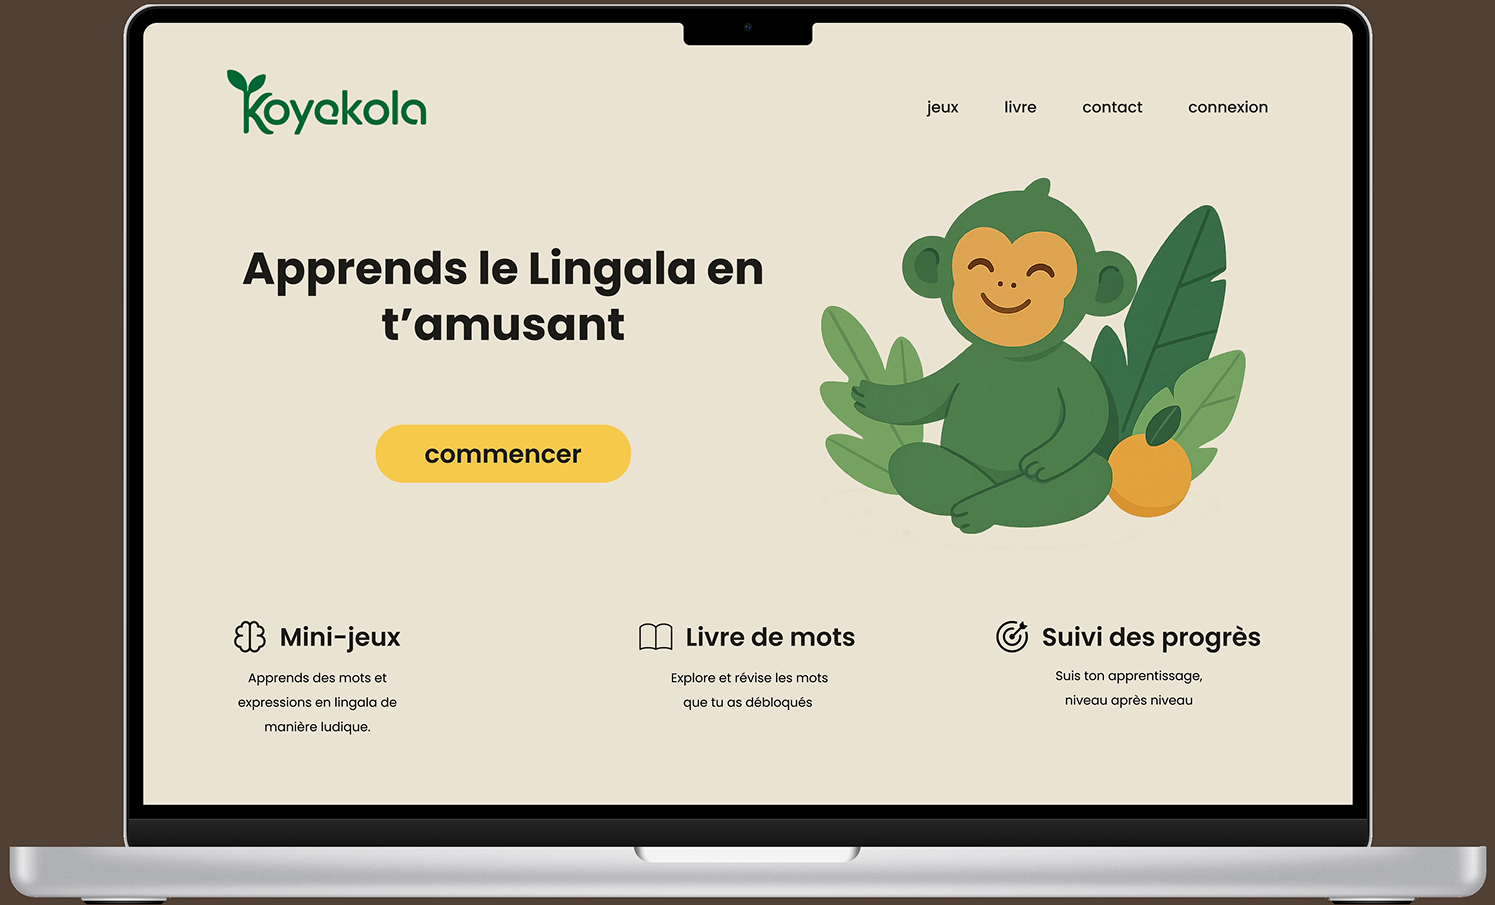 Koyekola
jeux livre contact connexion
Apprends le Lingala en
t’amusant
commencer
Mini-jeux
Apprends des mots et
expressions en lingala de
manière ludique.
Livre de mots
Explore et révise les mots
que tu as débloqués
Suivi des progrès
Suis ton apprentissage,
niveau après niveau